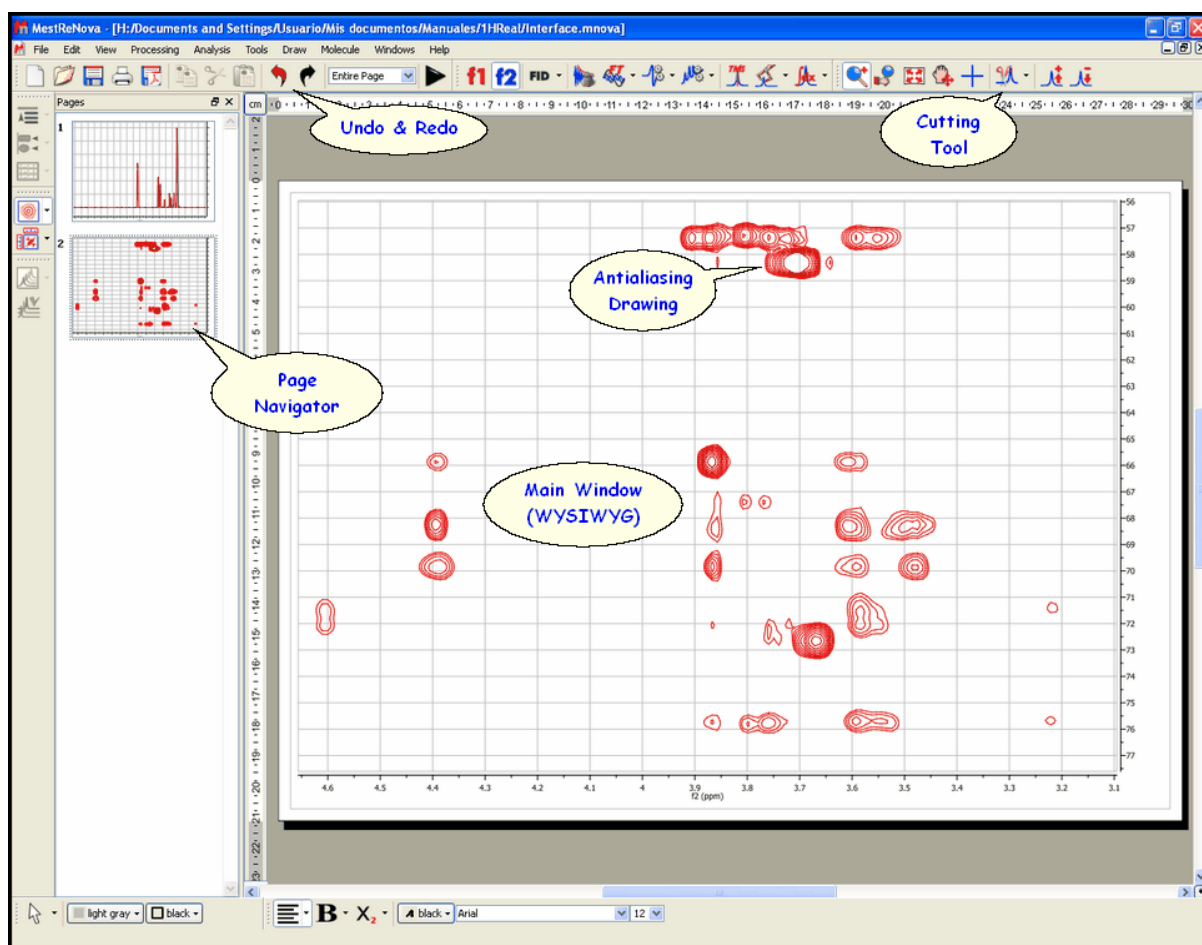 MestReNova - [H:/Documents and Settings/Usuario/Mis documentos/Manuales/1HReal/Interface.mnova]
File Edit View Processing Analysis Tools Draw Molecule Windows Help
Entire Page f1 f2 FID TMS
Pages
cm
Undo & Redo
Cutting
Tool
1
2
Antialiasing
Drawing
Page
Navigator
Main Window
(WYSIWYG)
56
57
58
59
60
61
62
63
64
65
66
67
68
69
70
71
72
73
74
75
76
77
4.6 4.5 4.4 4.3 4.2 4.1 4 3.9 3.8 3.7 3.6 3.5 3.4 3.3 3.2 3.1
f2 (ppm)
light gray black B X2 A black Arial 12